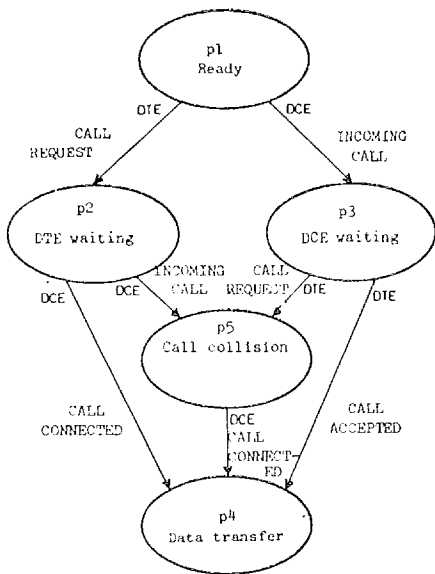 p1
Ready
DTE
DCE
CALL
REQUEST
INCOMING
CALL
p2
DTE waiting
p3
DCE waiting
DCE
DCE
INCOMING
CALL
CALL
REQUEST
DTE
DTE
p5
Call collision
CALL
CONNECTED
DCE
CALL
CONNECT-
ED
CALL
ACCEPTED
p4
Data transfer